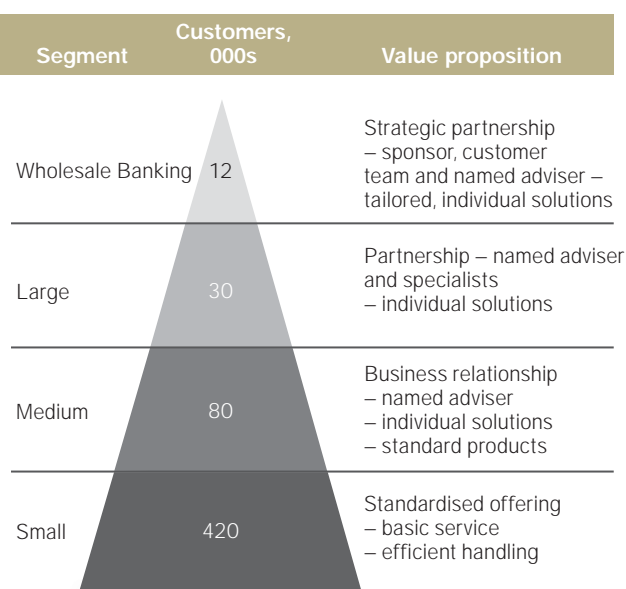 Segment
Customers,
000s
Value proposition
Wholesale Banking
12
Strategic partnership
– sponsor, customer
team and named adviser –
tailored, individual solutions
Large
30
Partnership – named adviser
and specialists
– individual solutions
Medium
80
Business relationship
– named adviser
– individual solutions
– standard products
Small
420
Standardised offering
– basic service
– efficient handling